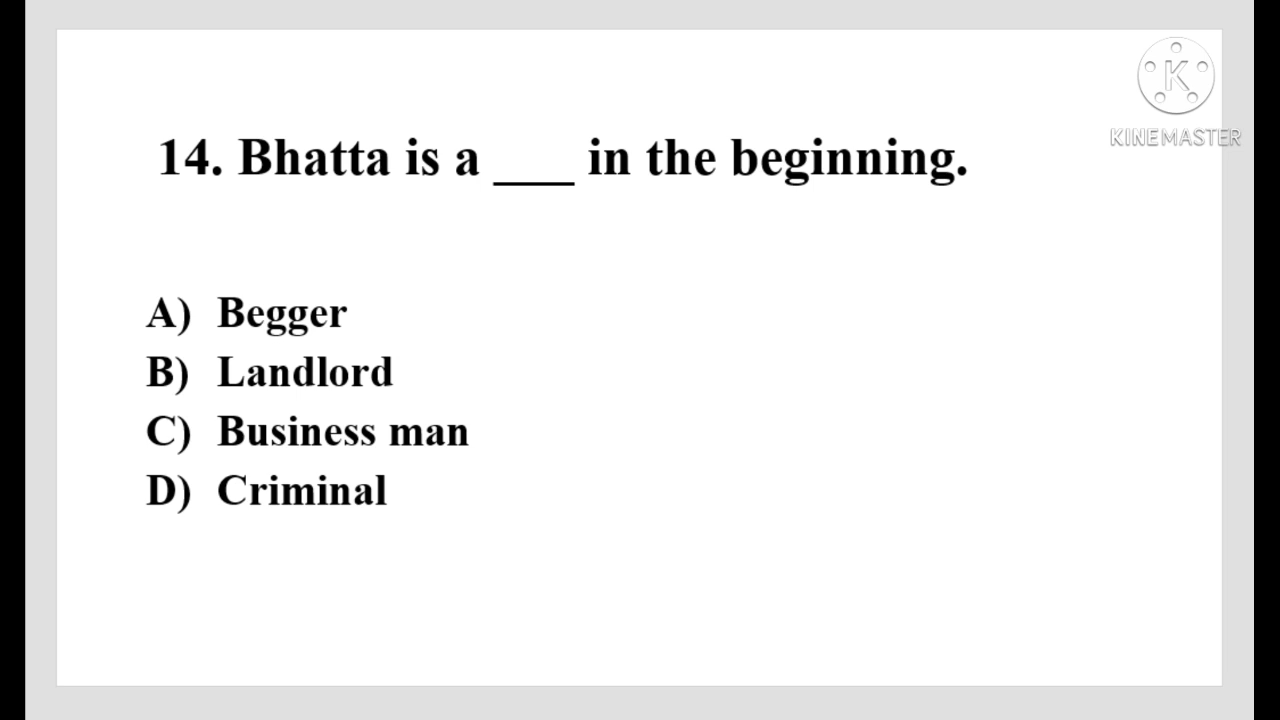 14. Bhatta is a ___ in the beginning.
A) Begger
B) Landlord
C) Business man
D) Criminal
K
KINEMASTER